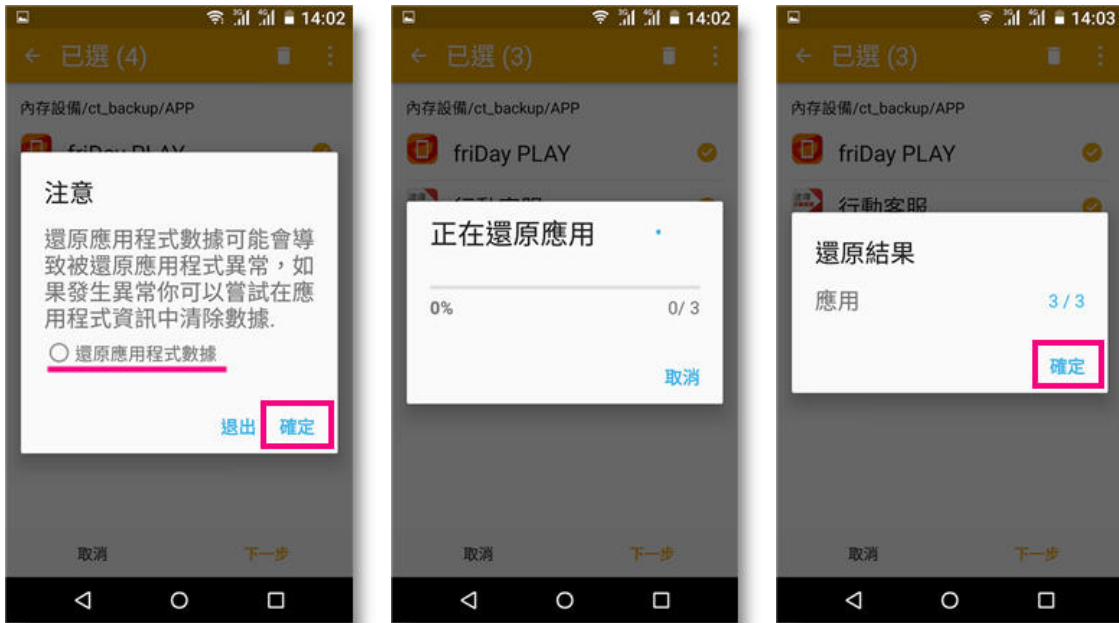 14:02
已選 (4)
內存設備/ct_backup/APP
friDay PLAY
注意
還原應用程式數據可能會導
致被還原應用程式異常，如
果發生異常你可以嘗試在應
用程式資訊中清除數據.
還原應用程式數據
退出 確定
取消 下一步
14:02
已選 (3)
內存設備/ct_backup/APP
friDay PLAY
行動客服
正在還原應用
0% 0/ 3
取消
取消 下一步
14:03
已選 (3)
內存設備/ct_backup/APP
friDay PLAY
行動客服
還原結果
應用 3 / 3
確定
取消 下一步